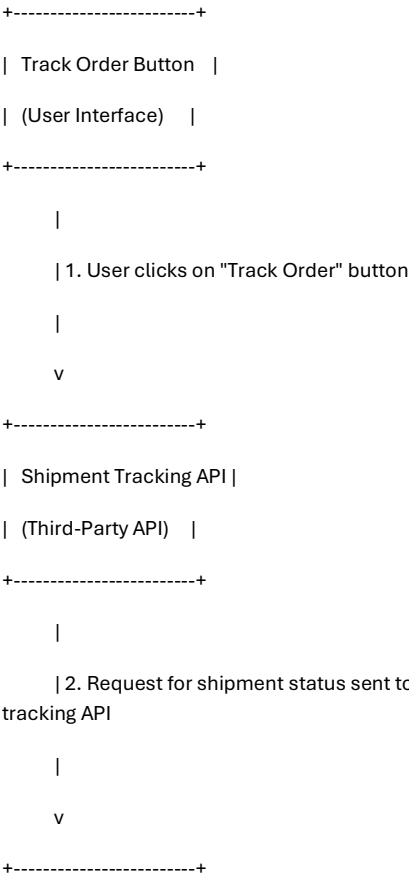 +-------------------------+
| Track Order Button |
| (User Interface) |
+-------------------------+
|
| 1. User clicks on "Track Order" button
|
v
+-------------------------+
| Shipment Tracking API |
| (Third-Party API) |
+-------------------------+
|
| 2. Request for shipment status sent to
tracking API
|
v
+-------------------------+